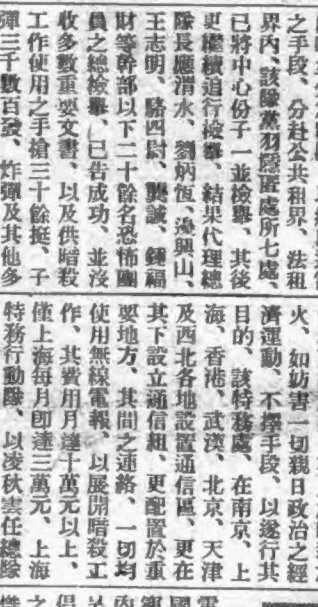 之手段、分赴公共租界、法租
界內、該隊黨羽隱匿處所七處、
已將中心份子一並檢舉、其後
更繼續進行檢舉、結果代理總
隊長應渭水、劉炳恆、邊興山、
王志明、駱四尉、龔誠、鍾福
財等幹部以下二十餘名恐怖團
員之總檢舉、已告成功、並沒
收多數重要文書、以及供暗殺
工作使用之手槍三十餘挺、子
彈三千數百發、炸彈及其他多
火、如妨害一切親日政治之經
濟運動、不擇手段、以遂行其
目的、該特務處、在南京、上
海、香港、武漢、北京、天津
及西北各地設置通信區、更在
其下設立通信組、更配置於重
要地方、其間之連絡、一切均
使用無線電報、以展開暗殺工
作、其費用月達十萬元以上、
僅上海每月卽達三萬元、上海
特務行動隊、以凌秋雲任總隊